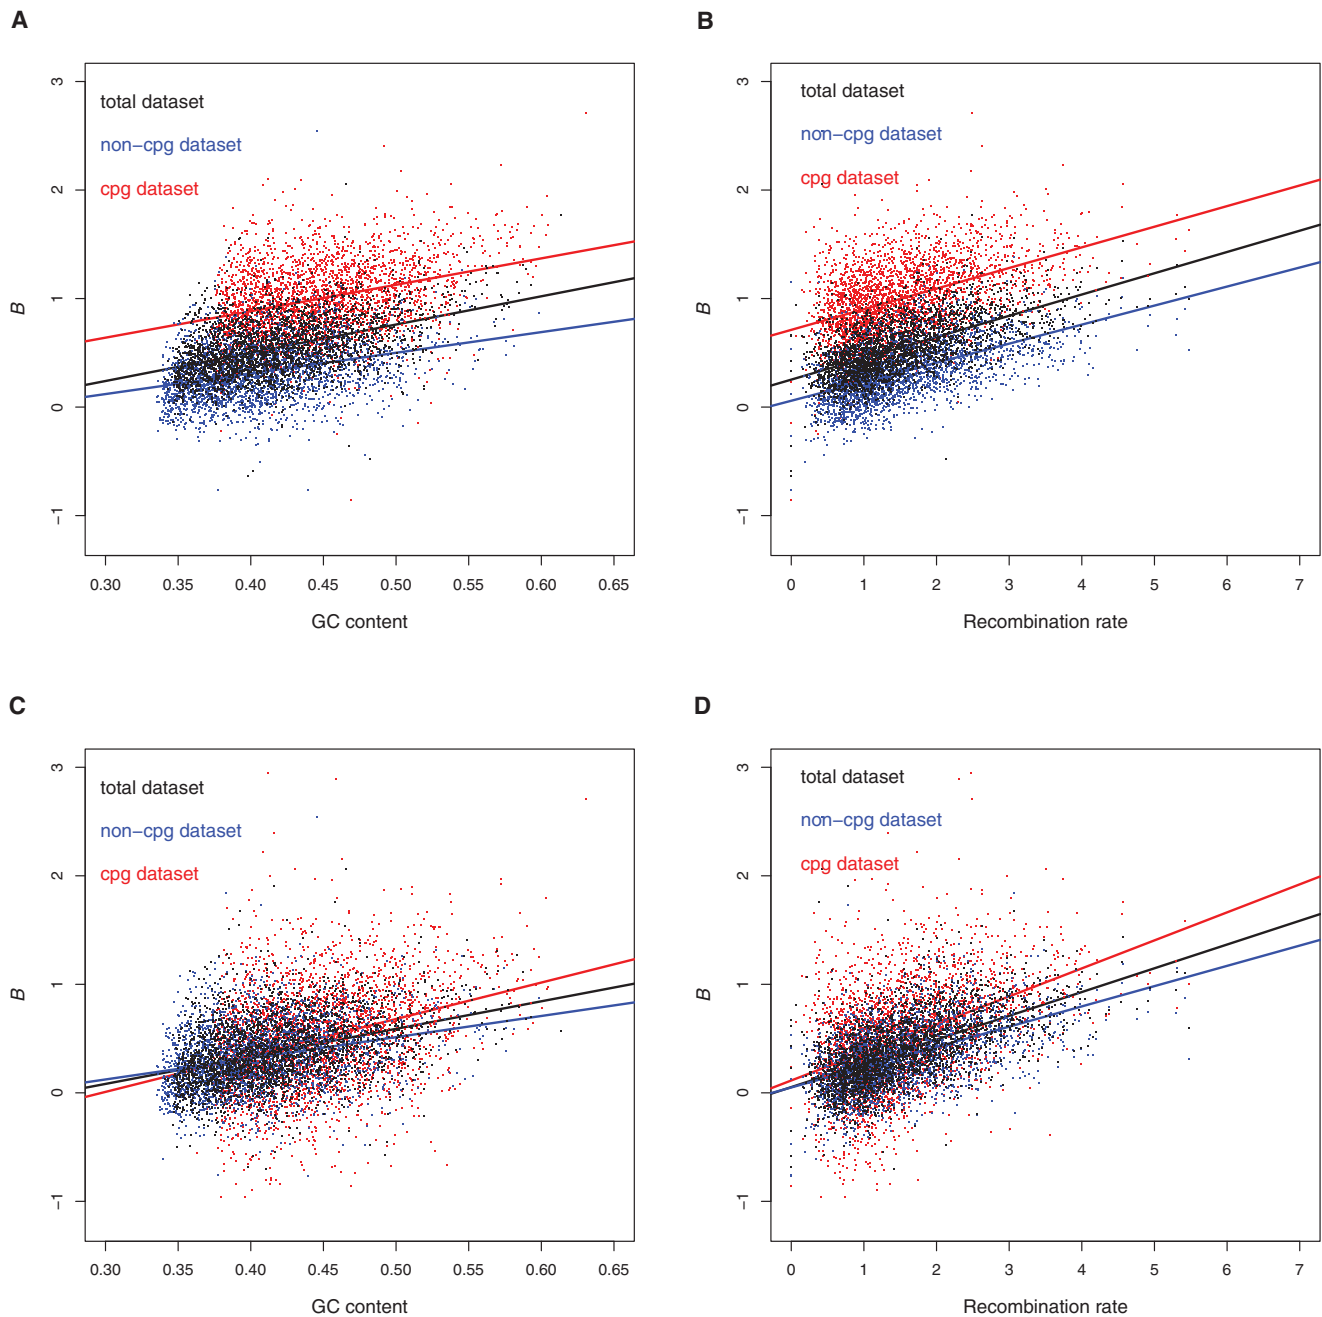 A
3
2
1
0
−1
B
total dataset
non−cpg dataset
cpg dataset
0.30 0.35 0.40 0.45 0.50 0.55 0.60 0.65
GC content
B
3
2
1
0
−1
B
total dataset
non−cpg dataset
cpg dataset
0 1 2 3 4 5 6 7
Recombination rate
C
3
2
1
0
−1
B
total dataset
non−cpg dataset
cpg dataset
0.30 0.35 0.40 0.45 0.50 0.55 0.60 0.65
GC content
D
3
2
1
0
−1
B
total dataset
non−cpg dataset
cpg dataset
0 1 2 3 4 5 6 7
Recombination rate